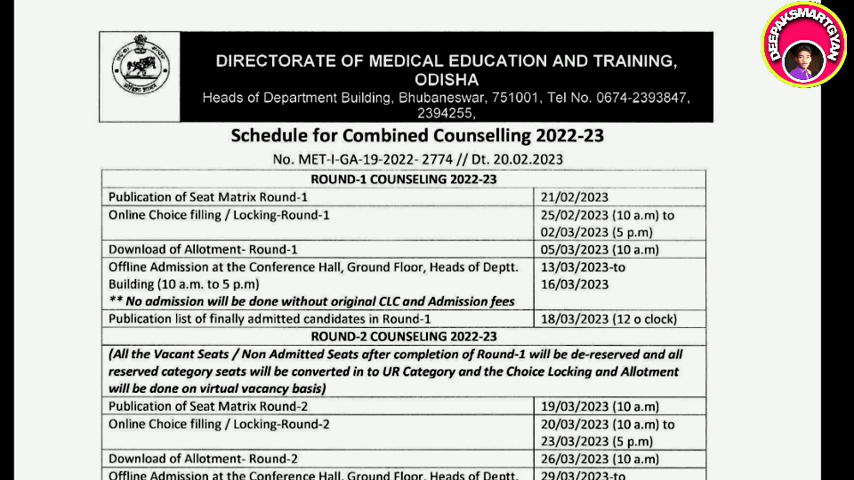 DEEPAKSMARTGYAN
DIRECTORATE OF MEDICAL EDUCATION AND TRAINING,
ODISHA
Heads of Department Building, Bhubaneswar, 751001, Tel No. 0674-2393847,
2394255,
Schedule for Combined Counselling 2022-23
No. MET-I-GA-19-2022- 2774 // Dt. 20.02.2023
ROUND-1 COUNSELING 2022-23
Publication of Seat Matrix Round-1 21/02/2023
Online Choice filling / Locking-Round-1 25/02/2023 (10 a.m) to
02/03/2023 (5 p.m)
Download of Allotment- Round-1 05/03/2023 (10 a.m)
Offline Admission at the Conference Hall, Ground Floor, Heads of Deptt. 13/03/2023-to
Building (10 a.m. to 5 p.m) 16/03/2023
** No admission will be done without original CLC and Admission fees
Publication list of finally admitted candidates in Round-1 18/03/2023 (12 o clock)
ROUND-2 COUNSELING 2022-23
(All the Vacant Seats / Non Admitted Seats after completion of Round-1 will be de-reserved and all
reserved category seats will be converted in to UR Category and the Choice Locking and Allotment
will be done on virtual vacancy basis)
Publication of Seat Matrix Round-2 19/03/2023 (10 a.m)
Online Choice filling / Locking-Round-2 20/03/2023 (10 a.m) to
23/03/2023 (5 p.m)
Download of Allotment- Round-2 26/03/2023 (10 a.m)
Offline Admission at the Conference Hall, Ground Floor, Heads of Deptt. 29/03/2023-to